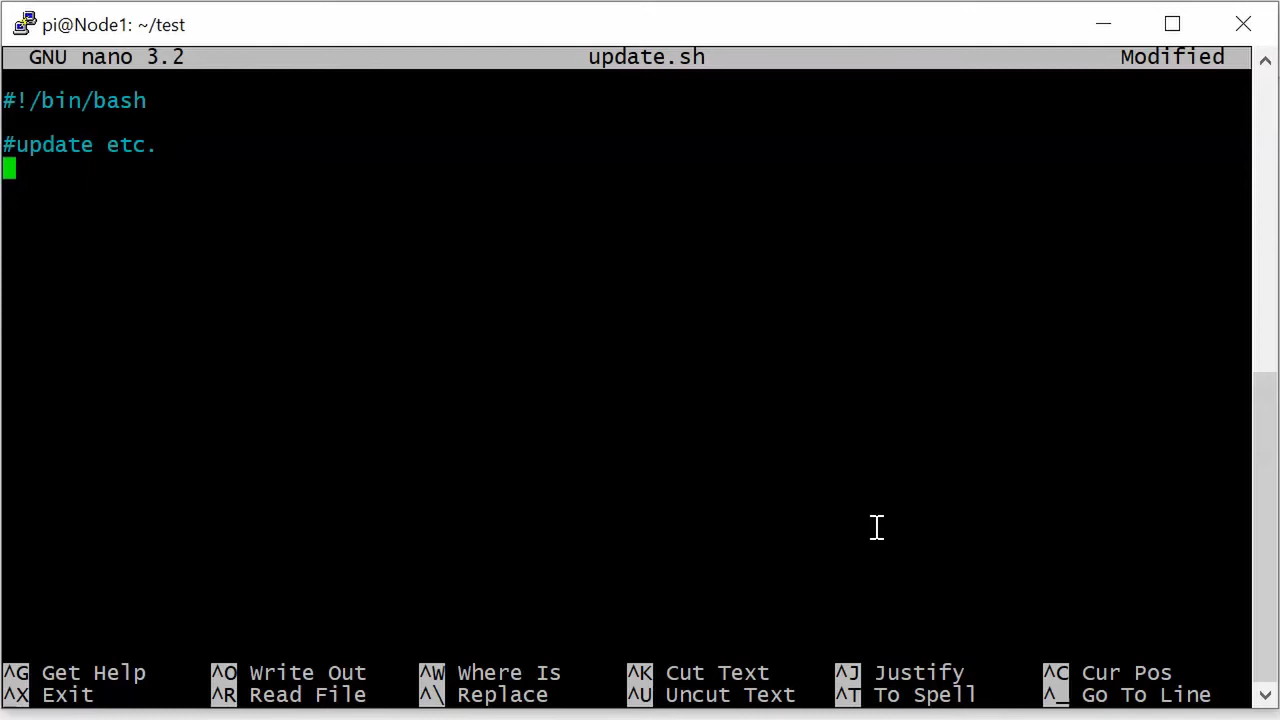 pi@Node1: ~/test
GNU nano 3.2 update.sh Modified
#!/bin/bash
#update etc.
^G Get Help ^O Write Out ^W Where Is ^K Cut Text ^J Justify ^C Cur Pos
^X Exit ^R Read File ^\ Replace ^U Uncut Text ^T To Spell ^_ Go To Line